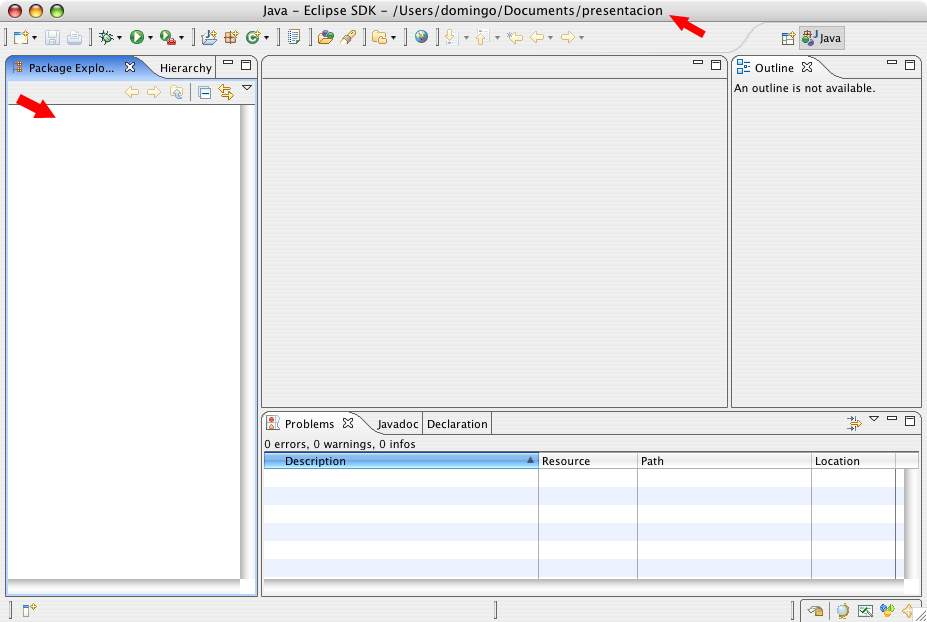 Java - Eclipse SDK - /Users/domingo/Documents/presentacion
Java
Package Explo...
Hierarchy
Outline
An outline is not available.
Problems
Javadoc
Declaration
0 errors, 0 warnings, 0 infos
Description
Resource
Path
Location